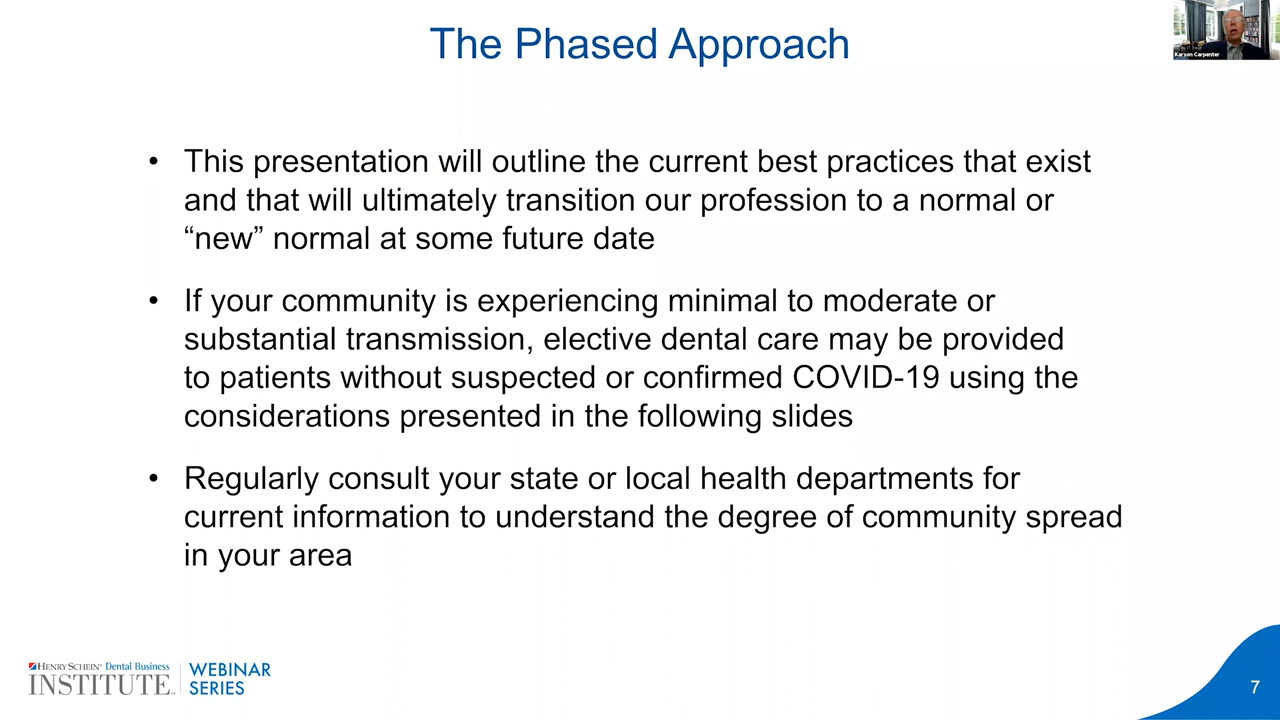 The Phased Approach
Karson Carpenter
• This presentation will outline the current best practices that exist
and that will ultimately transition our profession to a normal or
“new” normal at some future date
• If your community is experiencing minimal to moderate or
substantial transmission, elective dental care may be provided
to patients without suspected or confirmed COVID-19 using the
considerations presented in the following slides
• Regularly consult your state or local health departments for
current information to understand the degree of community spread
in your area
HENRY SCHEIN® Dental Business
INSTITUTE™
WEBINAR
SERIES
7